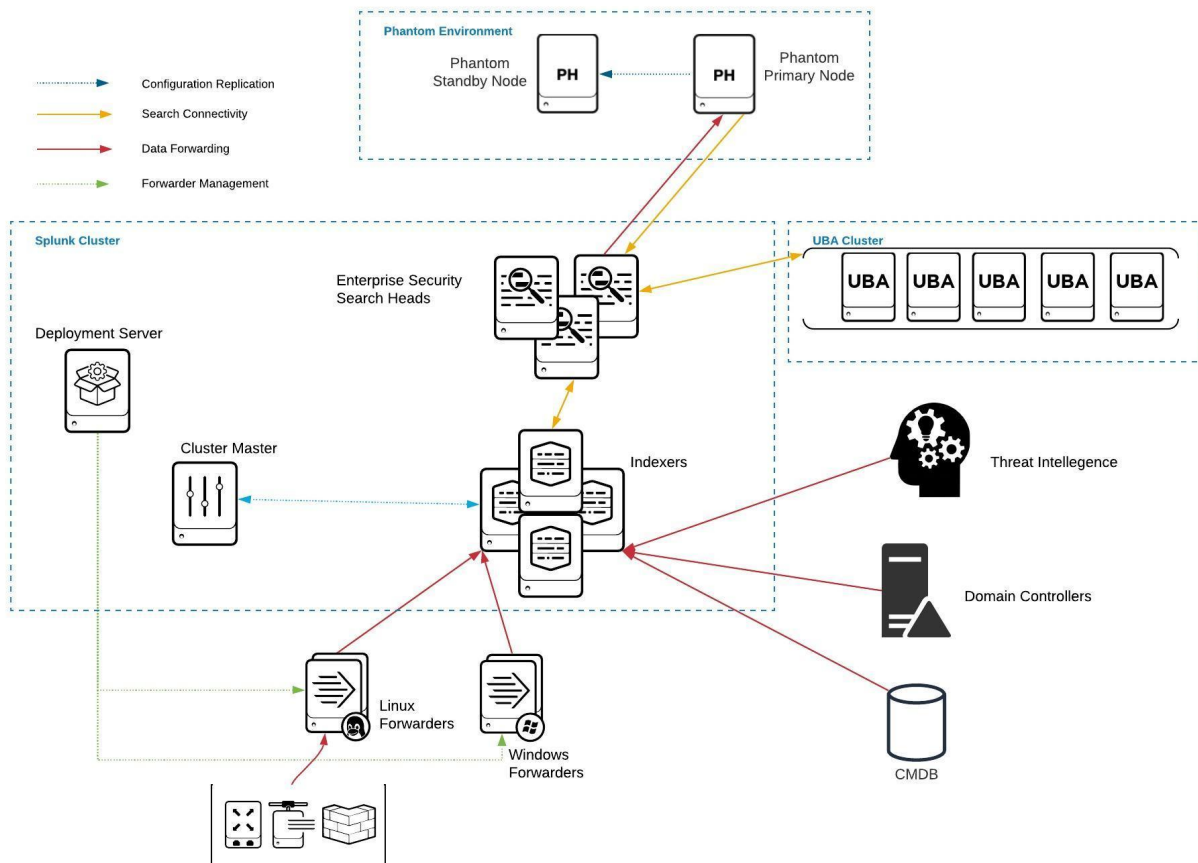 Phantom Environment
Phantom
Standby Node
PH
PH
Phantom
Primary Node
Configuration Replication
Search Connectivity
Data Forwarding
Forwarder Management
Splunk Cluster
UBA Cluster
Enterprise Security
Search Heads
UBA
UBA
UBA
UBA
UBA
Deployment Server
Cluster Master
Indexers
Threat Intellegence
Domain Controllers
Linux
Forwarders
Windows
Forwarders
CMDB